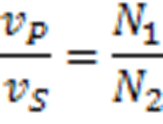 v_P/v_S = N_1/N_2